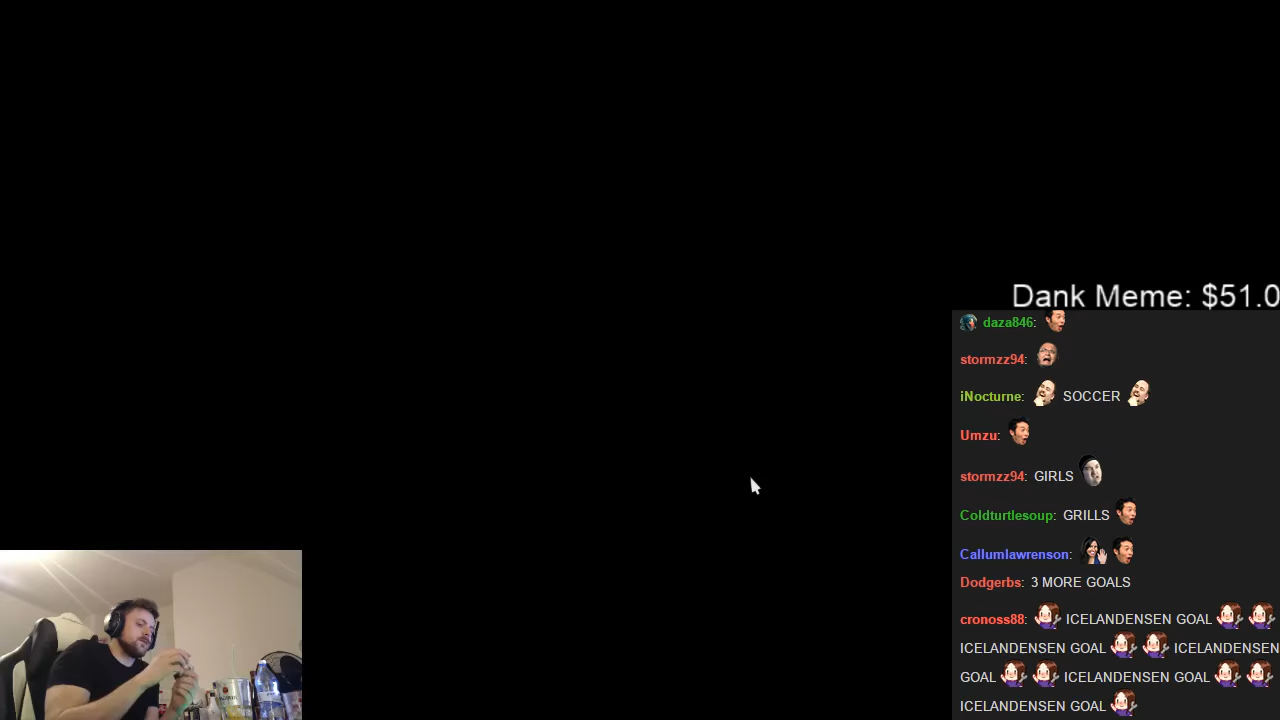 Dank Meme: $51.0
daza846:
stormzz94:
iNocturne: SOCCER
Umzu:
stormzz94: GIRLS
Coldturtlesoup: GRILLS
Callumlawrenson:
Dodgerbs: 3 MORE GOALS
cronoss88: ICELANDENSEN GOAL
ICELANDENSEN GOAL ICELANDENSEN
GOAL ICELANDENSEN GOAL
ICELANDENSEN GOAL